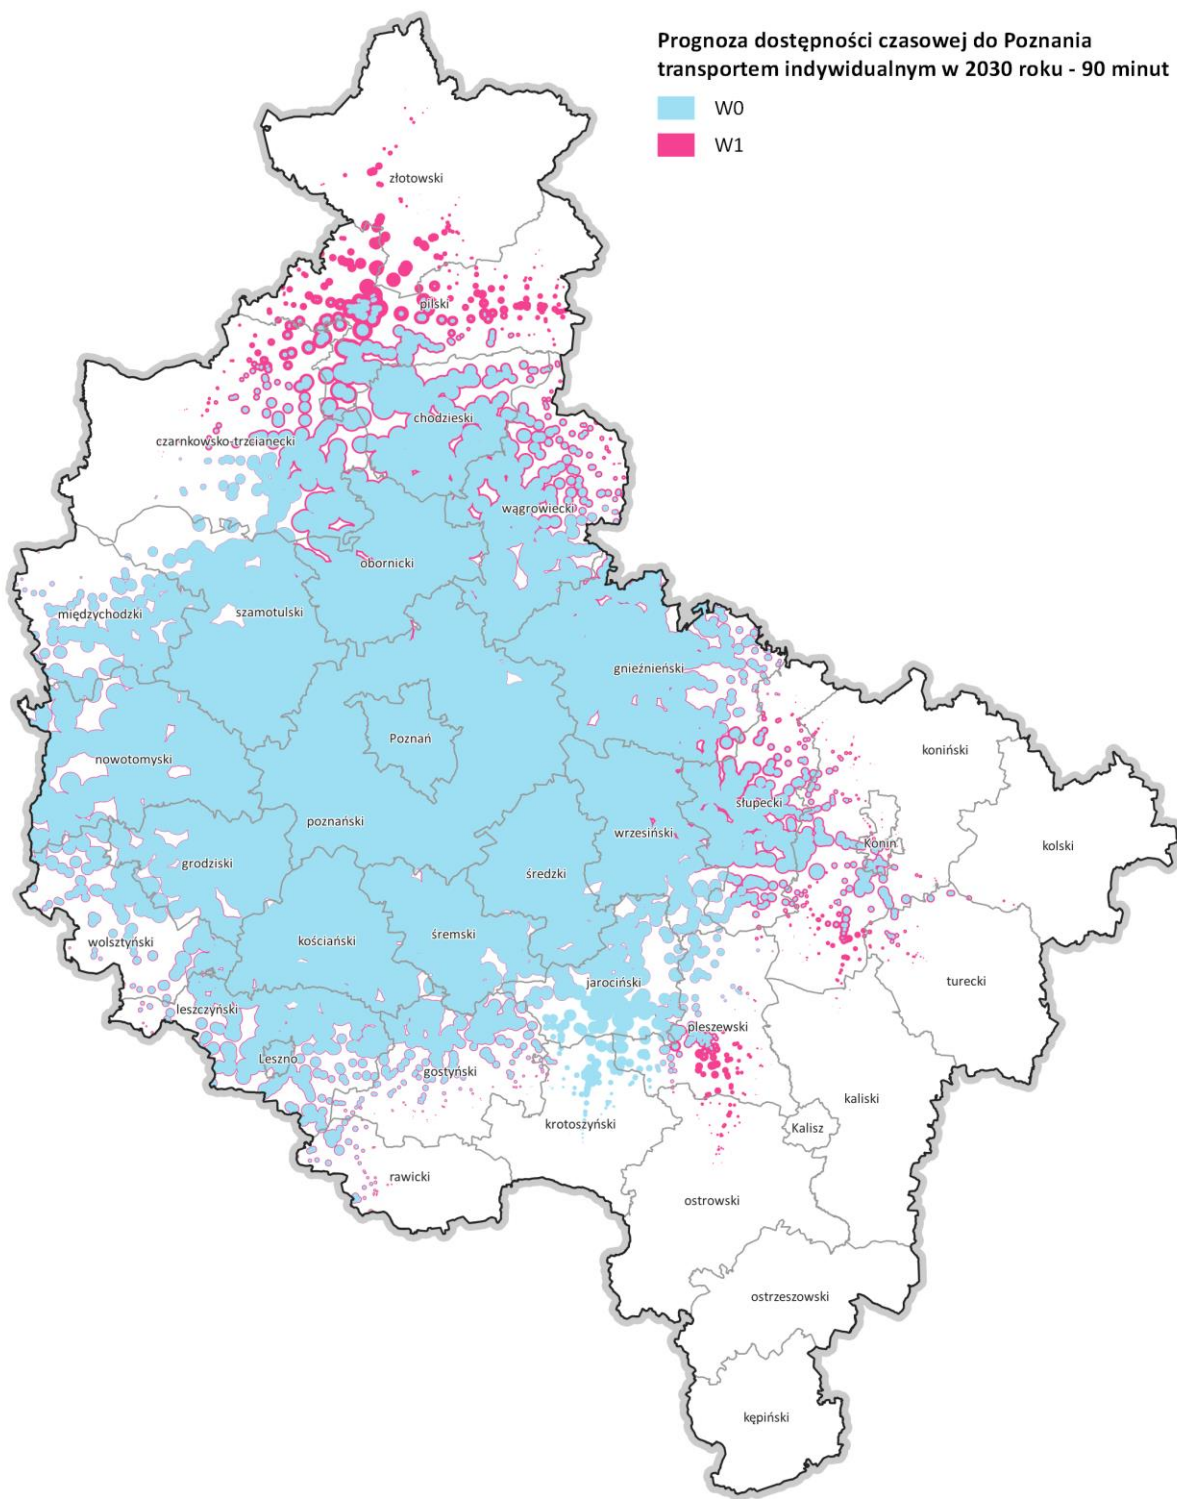 Prognoza dostępności czasowej do Poznania
transportem indywidualnym w 2030 roku - 90 minut
W0
W1
złotowski
pilski
chodzieski
czarnkowsko-trzcianecki
wągrowiecki
obornicki
międzychodzki
szamotulski
gnieźnieński
Poznań
koniński
nowotomyski
słupecki
poznański
wrzesiński
Konin
kolski
grodziski
średzki
wolsztyński
kościański
śremski
jarociński
turecki
leszczyński
pleszewski
Leszno
gostyński
kaliski
krotoszyński
Kalisz
rawicki
ostrowski
ostrzeszowski
kępiński